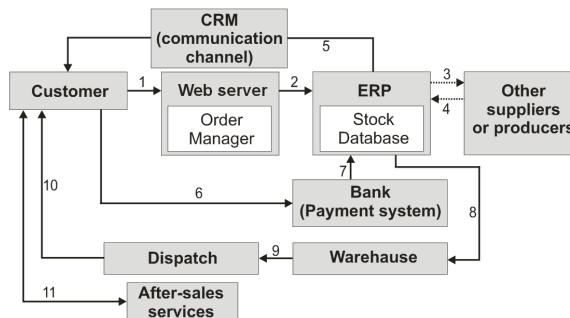 CRM
(communication
channel)
5
Customer
1
Web server
Order
Manager
2
ERP
Stock
Database
3
4
Other
suppliers
or producers
10
6
7
Bank
(Payment system)
8
Dispatch
9
Warehause
11
After-sales
services